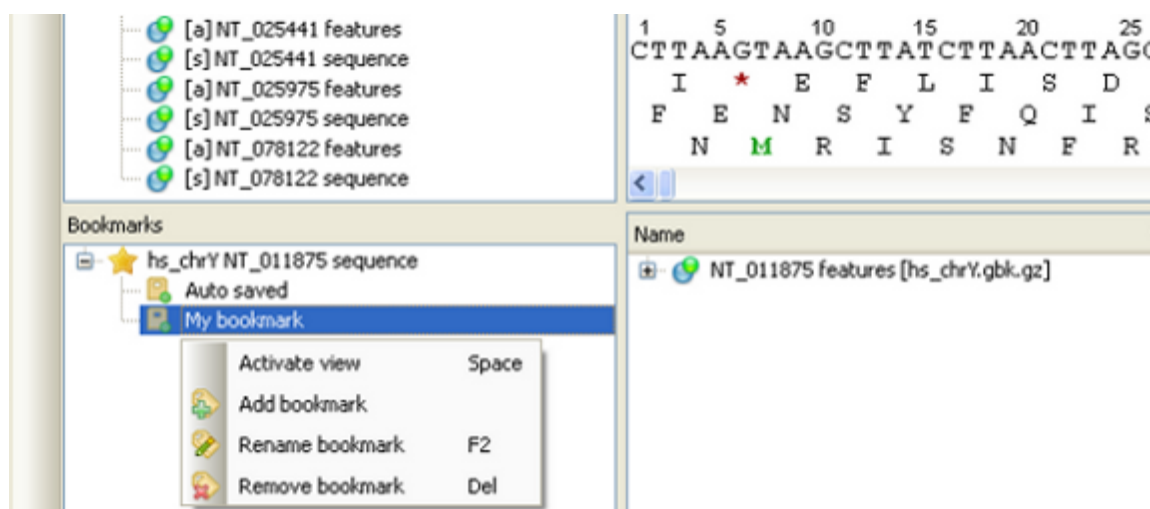 [a] NT_025441 features
[s] NT_025441 sequence
[a] NT_025975 features
[s] NT_025975 sequence
[a] NT_078122 features
[s] NT_078122 sequence
1 5 10 15 20 25
CTTAAGTAAGCTTATCTTAACTTAGC
I * E F L I S D
F E N S Y F Q I S
N M R I S N F R
Bookmarks
hs_chrY NT_011875 sequence
Auto saved
My bookmark
Activate view Space
Add bookmark
Rename bookmark F2
Remove bookmark Del
Name
NT_011875 features [hs_chrY.gbk.gz]